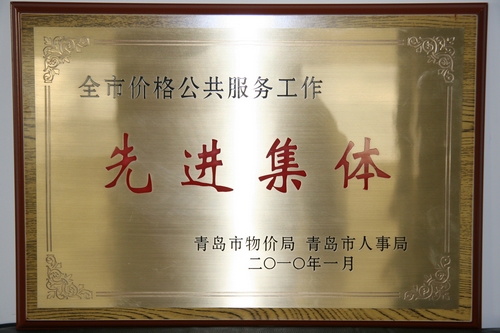 全市价格公共服务工作
先进集体
青岛市物价局 青岛市人事局
二〇一〇年一月